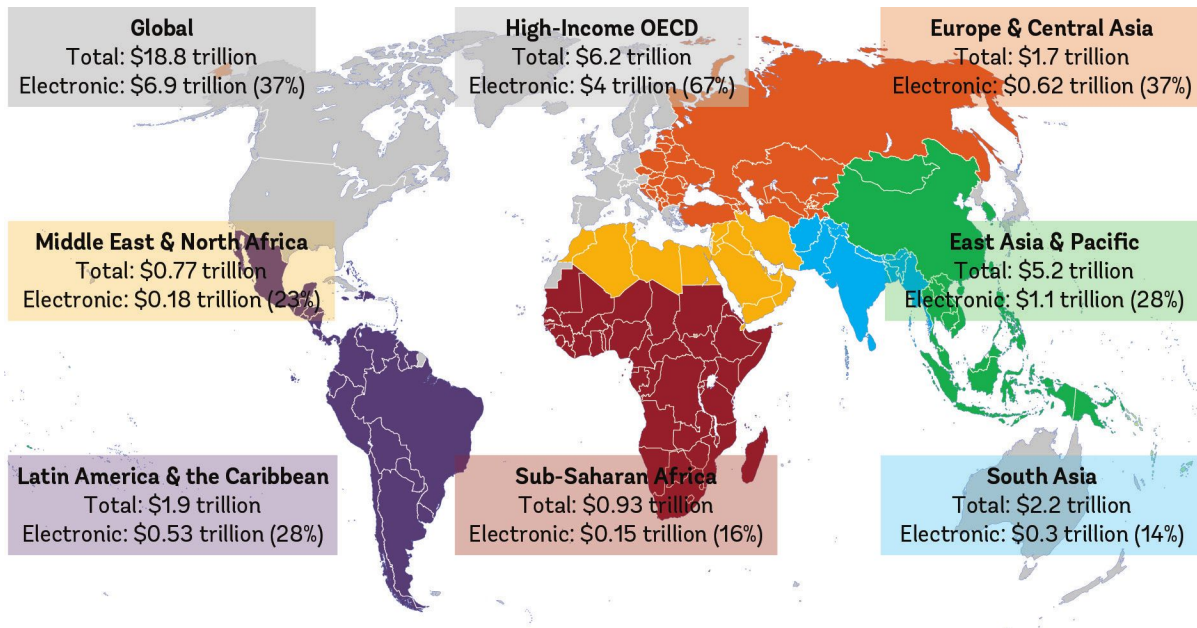 Global
Total: $18.8 trillion
Electronic: $6.9 trillion (37%)
High-Income OECD
Total: $6.2 trillion
Electronic: $4 trillion (67%)
Europe & Central Asia
Total: $1.7 trillion
Electronic: $0.62 trillion (37%)
Middle East & North Africa
Total: $0.77 trillion
Electronic: $0.18 trillion (23%)
East Asia & Pacific
Total: $5.2 trillion
Electronic: $1.1 trillion (28%)
Latin America & the Caribbean
Total: $1.9 trillion
Electronic: $0.53 trillion (28%)
Sub-Saharan Africa
Total: $0.93 trillion
Electronic: $0.15 trillion (16%)
South Asia
Total: $2.2 trillion
Electronic: $0.3 trillion (14%)